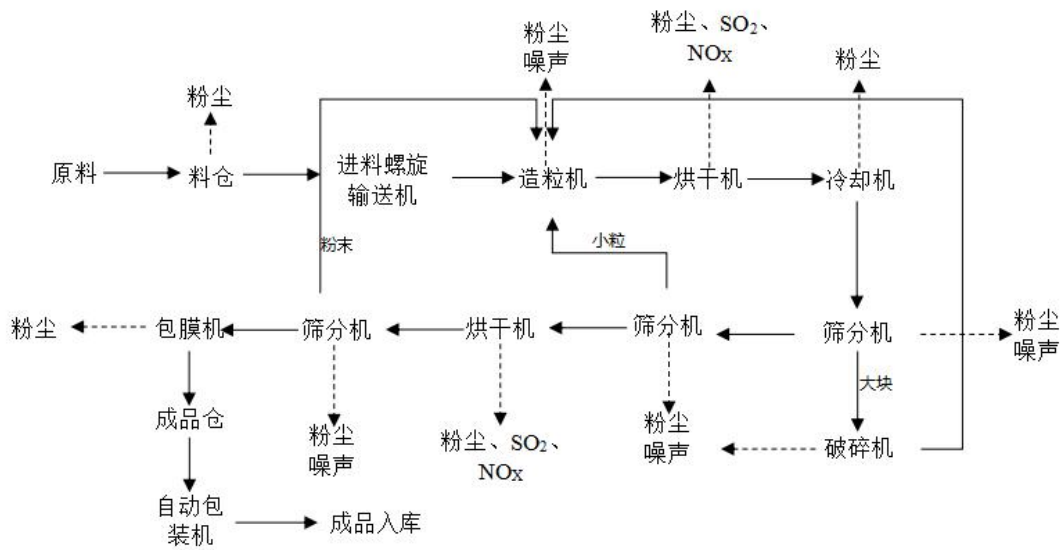 粉尘
噪声
粉尘、SO₂、
NOx
粉尘
粉尘
原料
料仓
进料螺旋
输送机
造粒机
烘干机
冷却机
粉末
小粒
粉尘
包膜机
筛分机
烘干机
筛分机
筛分机
粉尘
噪声
大块
成品仓
粉尘
噪声
粉尘、SO₂、
NOx
粉尘
噪声
破碎机
自动包
装机
成品入库